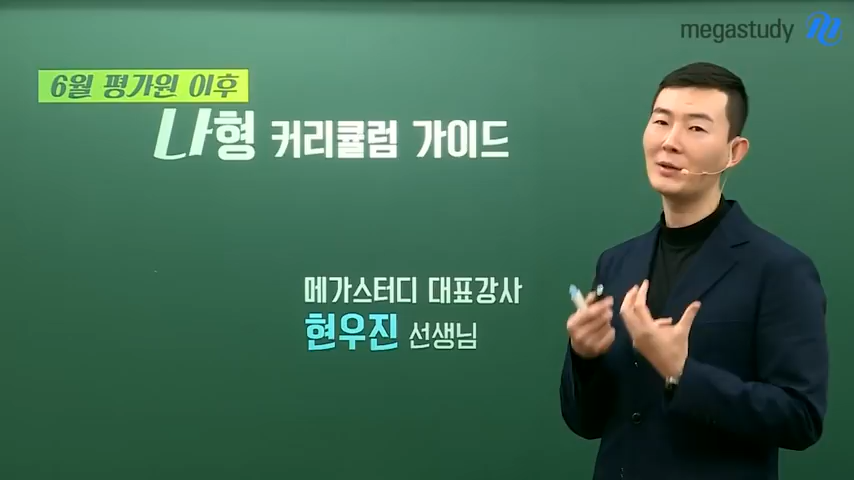 megastudy
6월 평가원 이후
나형 커리큘럼 가이드
메가스터디 대표강사
현우진 선생님